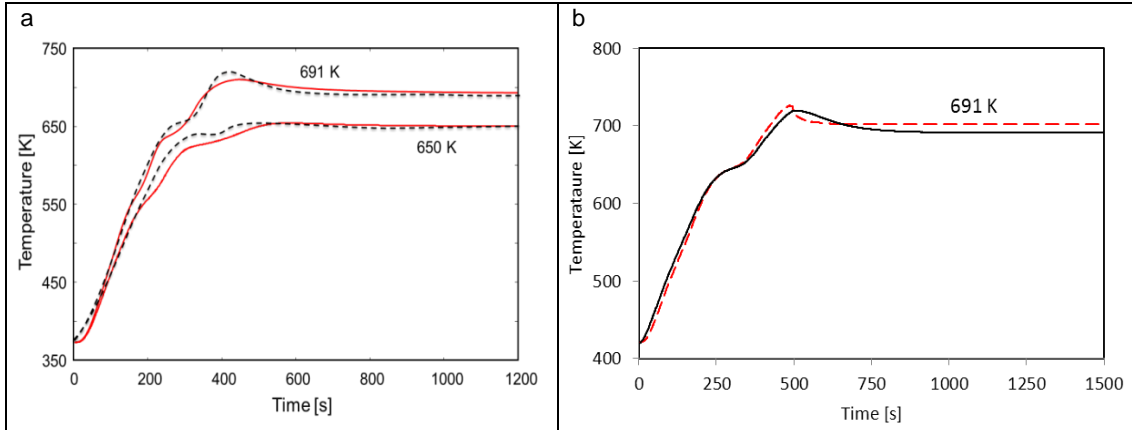 a
750
650
550
450
350
Temperature [K]
691 K
650 K
0 200 400 600 800 1000 1200
Time [s]
b
800
700
600
500
400
Temperataure [K]
691 K
0 250 500 750 1000 1250 1500
Time [s]